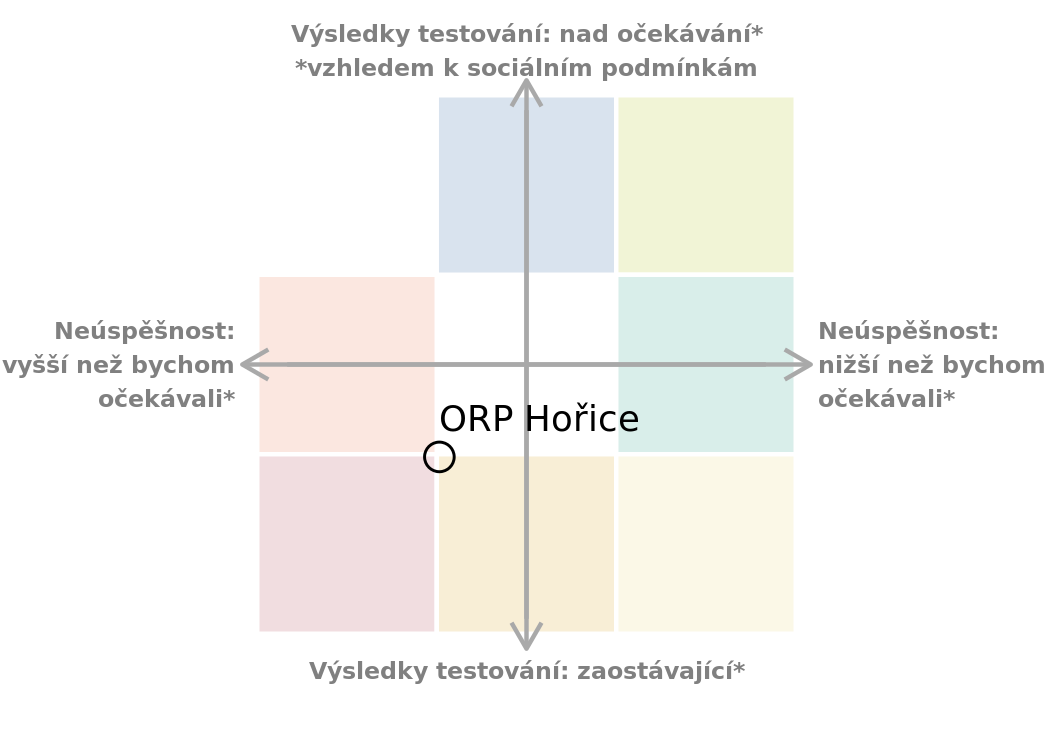 Výsledky testování: nad očekávání*
*vzhledem k sociálním podmínkám
Neúspěšnost:
vyšší než bychom
očekávali*
Neúspěšnost:
nižší než bychom
očekávali*
ORP Hořice
Výsledky testování: zaostávající*